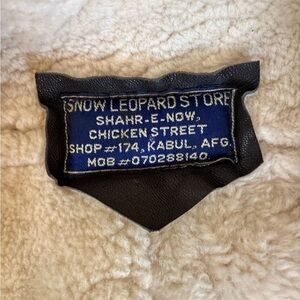 SNOW LEOPARD STORE
SHAHR-E-NOW,
CHICKEN STREET
SHOP #174, KABUL, AFG.
MOB #070288140